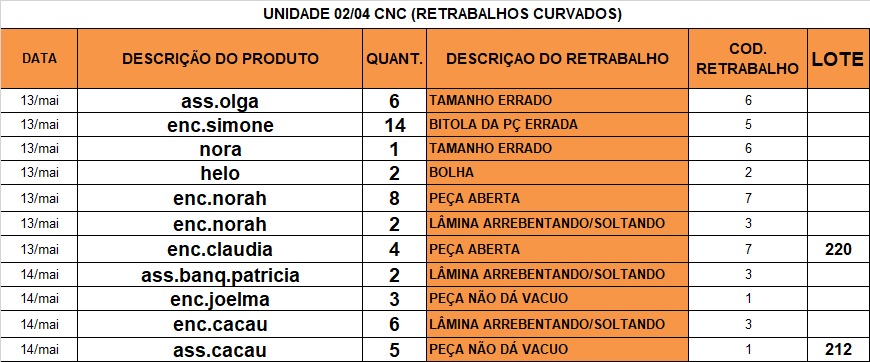 UNIDADE 02/04 CNC (RETRABALHOS CURVADOS)
DATA DESCRIÇÃO DO PRODUTO QUANT. DESCRIÇAO DO RETRABALHO COD. RETRABALHO LOTE
13/mai ass.olga 6 TAMANHO ERRADO 6
13/mai enc.simone 14 BITOLA DA PÇ ERRADA 5
13/mai nora 1 TAMANHO ERRADO 6
13/mai helo 2 BOLHA 2
13/mai enc.norah 8 PEÇA ABERTA 7
13/mai enc.norah 2 LÂMINA ARREBENTANDO/SOLTANDO 3
13/mai enc.claudia 4 PEÇA ABERTA 7 220
14/mai ass.banq.patricia 2 LÂMINA ARREBENTANDO/SOLTANDO 3
14/mai enc.joelma 3 PEÇA NÃO DÁ VACUO 1
14/mai enc.cacau 6 LÂMINA ARREBENTANDO/SOLTANDO 3
14/mai ass.cacau 5 PEÇA NÃO DÁ VACUO 1 212